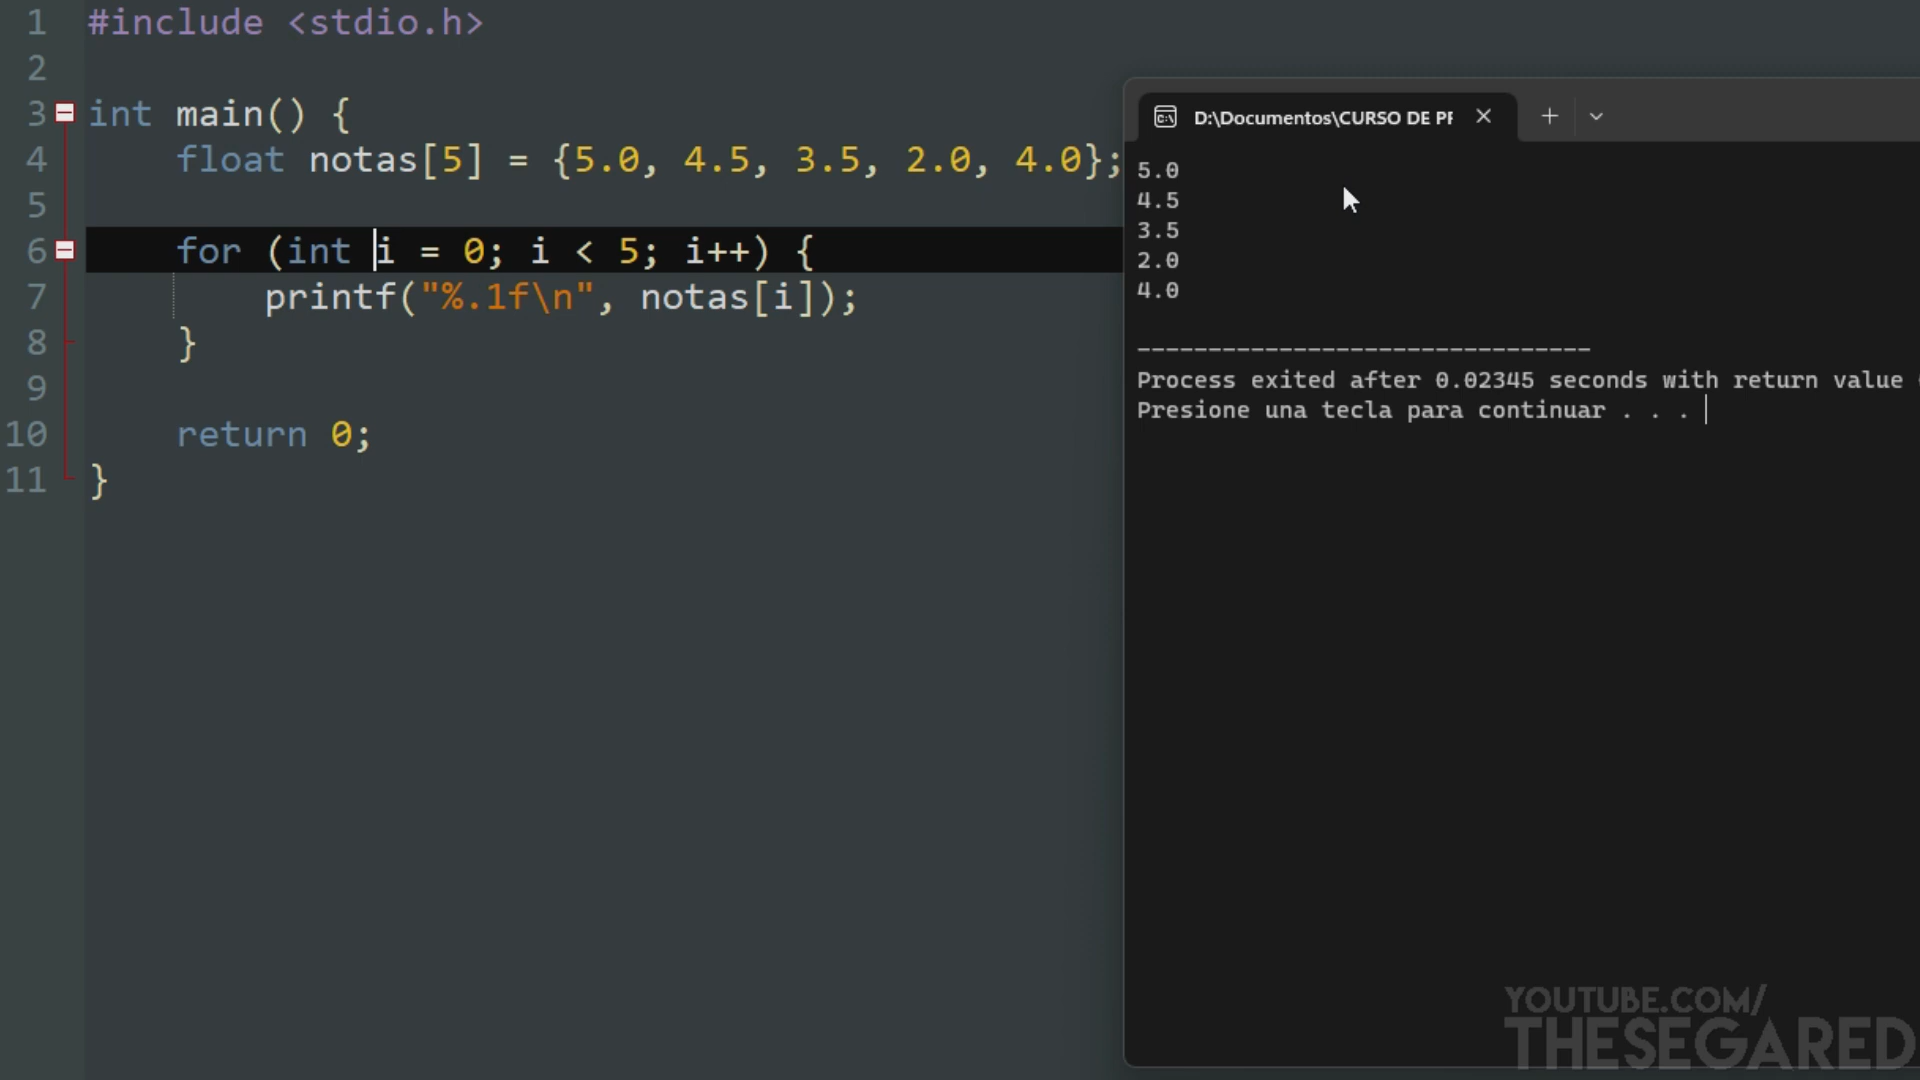 1 #include <stdio.h>
2
3 int main() {
4 float notas[5] = {5.0, 4.5, 3.5, 2.0, 4.0};
5
6 for (int i = 0; i < 5; i++) {
7 printf("%.1f\n", notas[i]);
8 }
9
10 return 0;
11 }
D:\Documentos\CURSO DE
5.0
4.5
3.5
2.0
4.0
--------------------------------
Process exited after 0.02345 seconds with return value
Presione una tecla para continuar . . .
YOUTUBE.COM/
THESEGARED